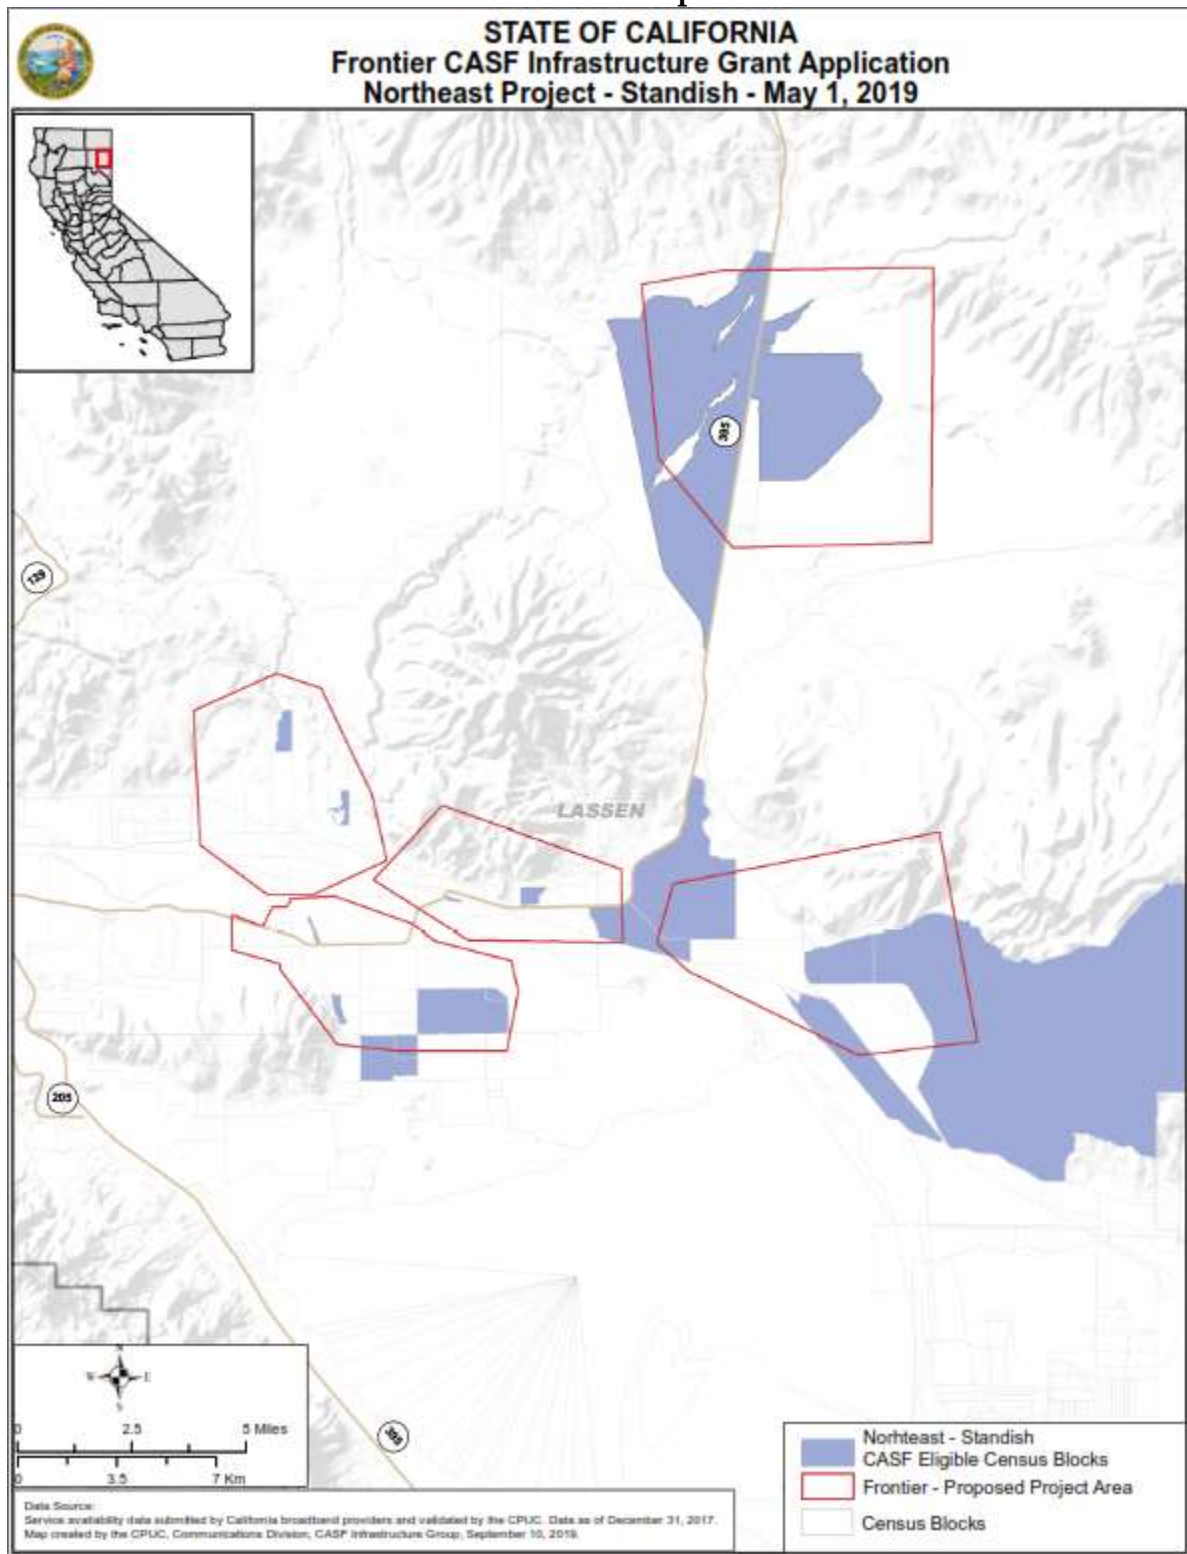 STATE OF CALIFORNIA
Frontier CASF Infrastructure Grant Application
Northeast Project - Standish - May 1, 2019
395
139
LASSEN
205
N
W E
S
0 2.5 5 Miles
0 3.5 7 Km
395
Norhteast - Standish
CASF Eligible Census Blocks
Frontier - Proposed Project Area
Census Blocks
Data Source:
Service availability data submitted by California broadband providers and validated by the CPUC. Data as of December 31, 2017.
Map created by the CPUC, Communications Division, CASF Infrastructure Group, September 10, 2019.